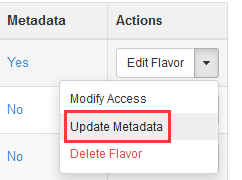 Metadata Actions
Yes Edit Flavor
Modify Access
No
Update Metadata
Delete Flavor
No